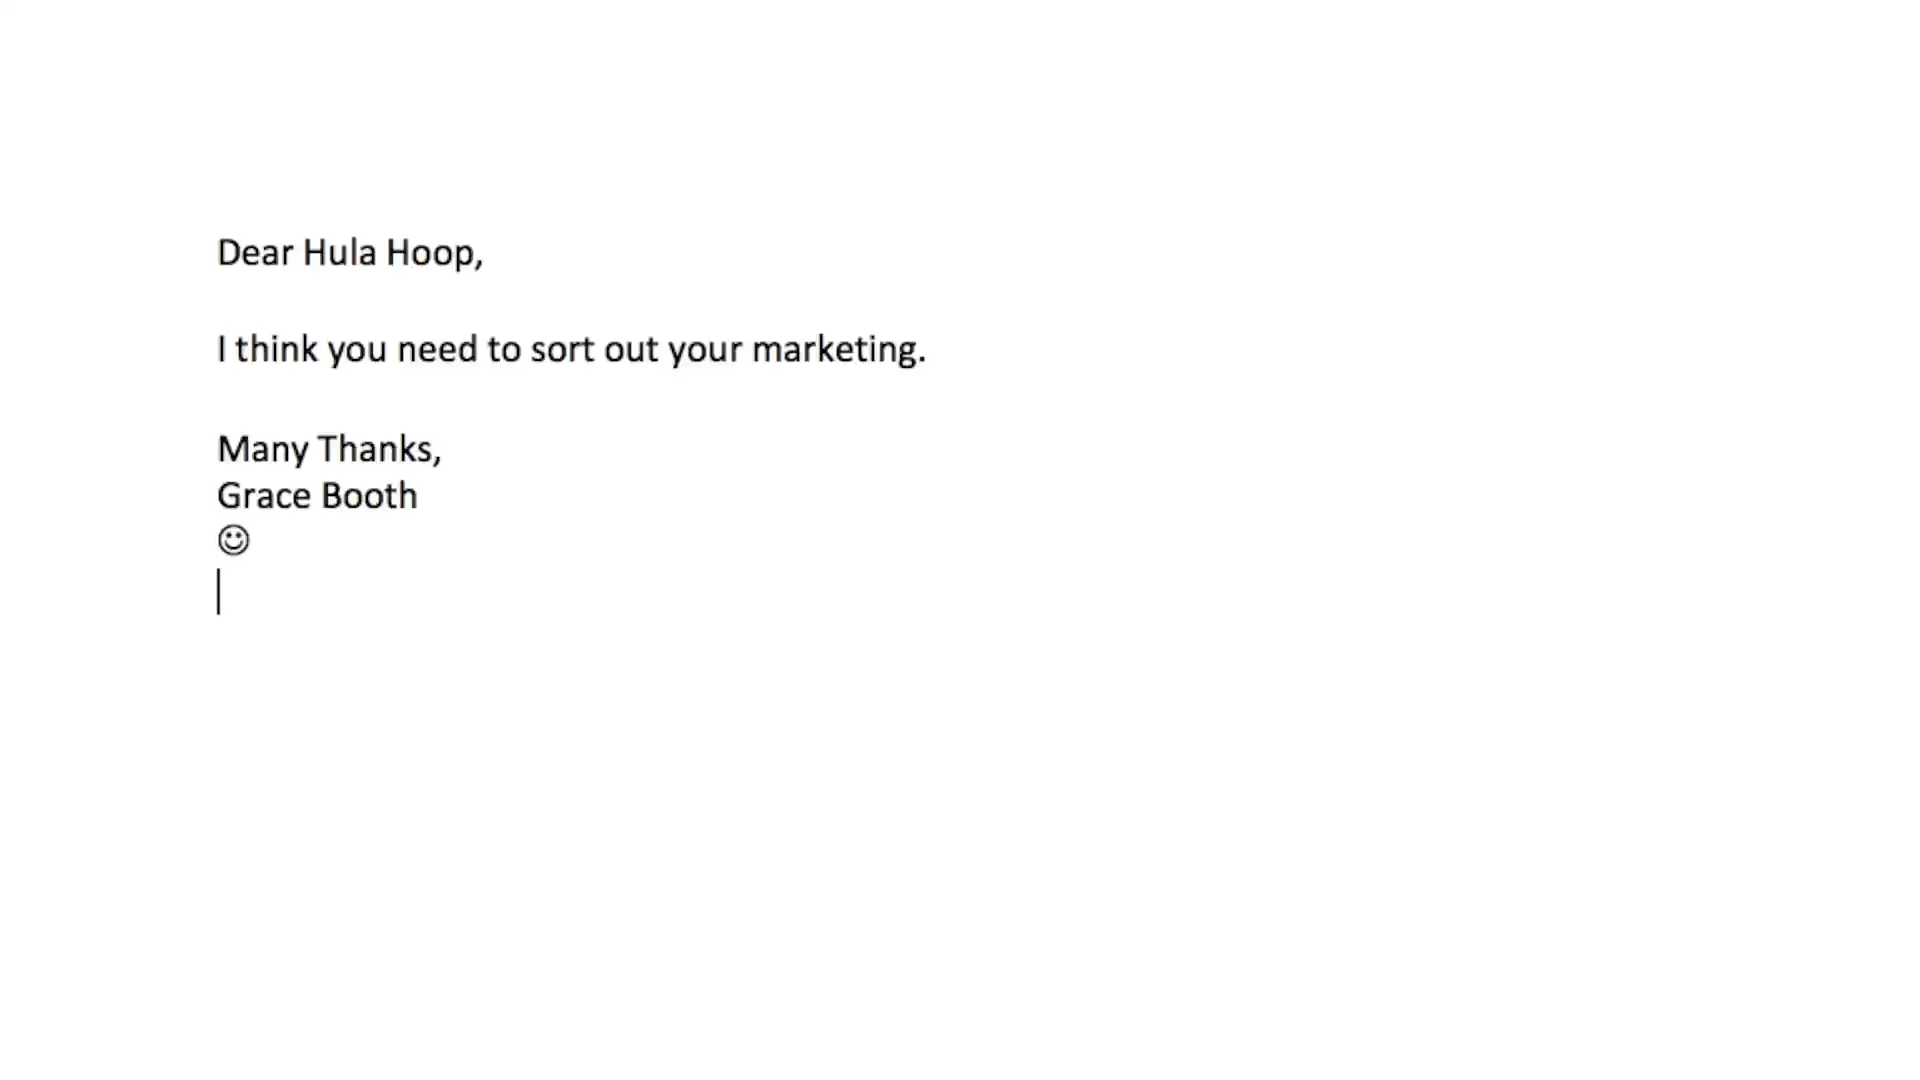 Dear Hula Hoop,
I think you need to sort out your marketing.
Many Thanks,
Grace Booth
☺